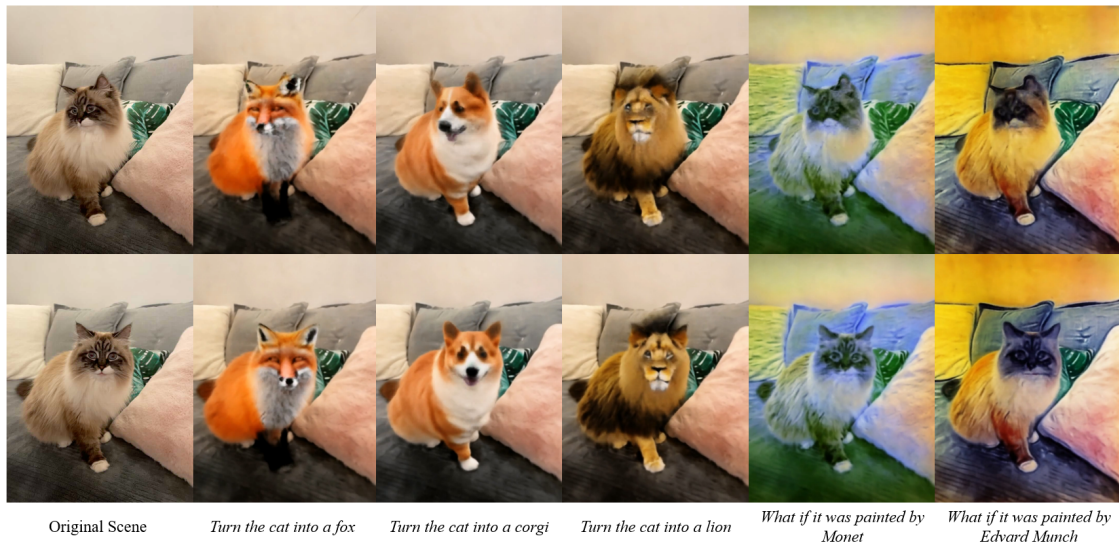 Original Scene
Turn the cat into a fox
Turn the cat into a corgi
Turn the cat into a lion
What if it was painted by
Monet
What if it was painted by
Edvard Munch